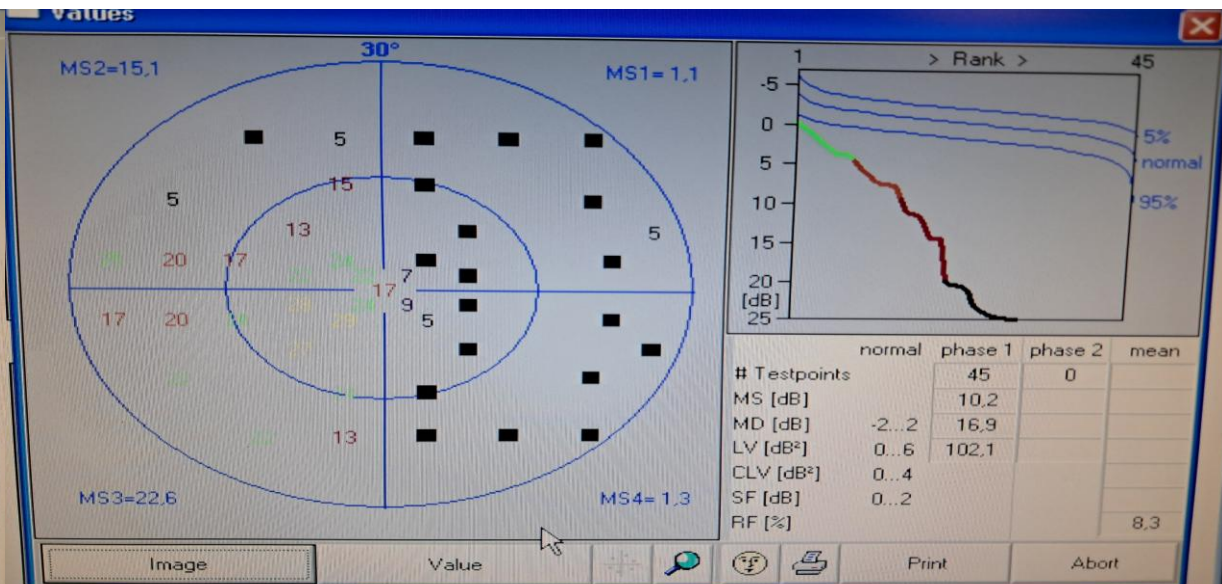 Values
30°
MS2=15,1
MS1= 1,1
5
15
5
13
5
20 17
7
17
9
17 20
5
13
MS3=22,6
MS4= 1,3
1 > Rank > 45
-5
0
5
10
15
20
[dB]
25
5%
normal
95%
normal phase 1 phase 2 mean
# Testpoints 45 0
MS [dB] 10,2
MD [dB] -2...2 16,9
LV [dB²] 0...6 102,1
CLV [dB²] 0...4
SF [dB] 0...2
RF [%] 8,3
Image Value Print Abort